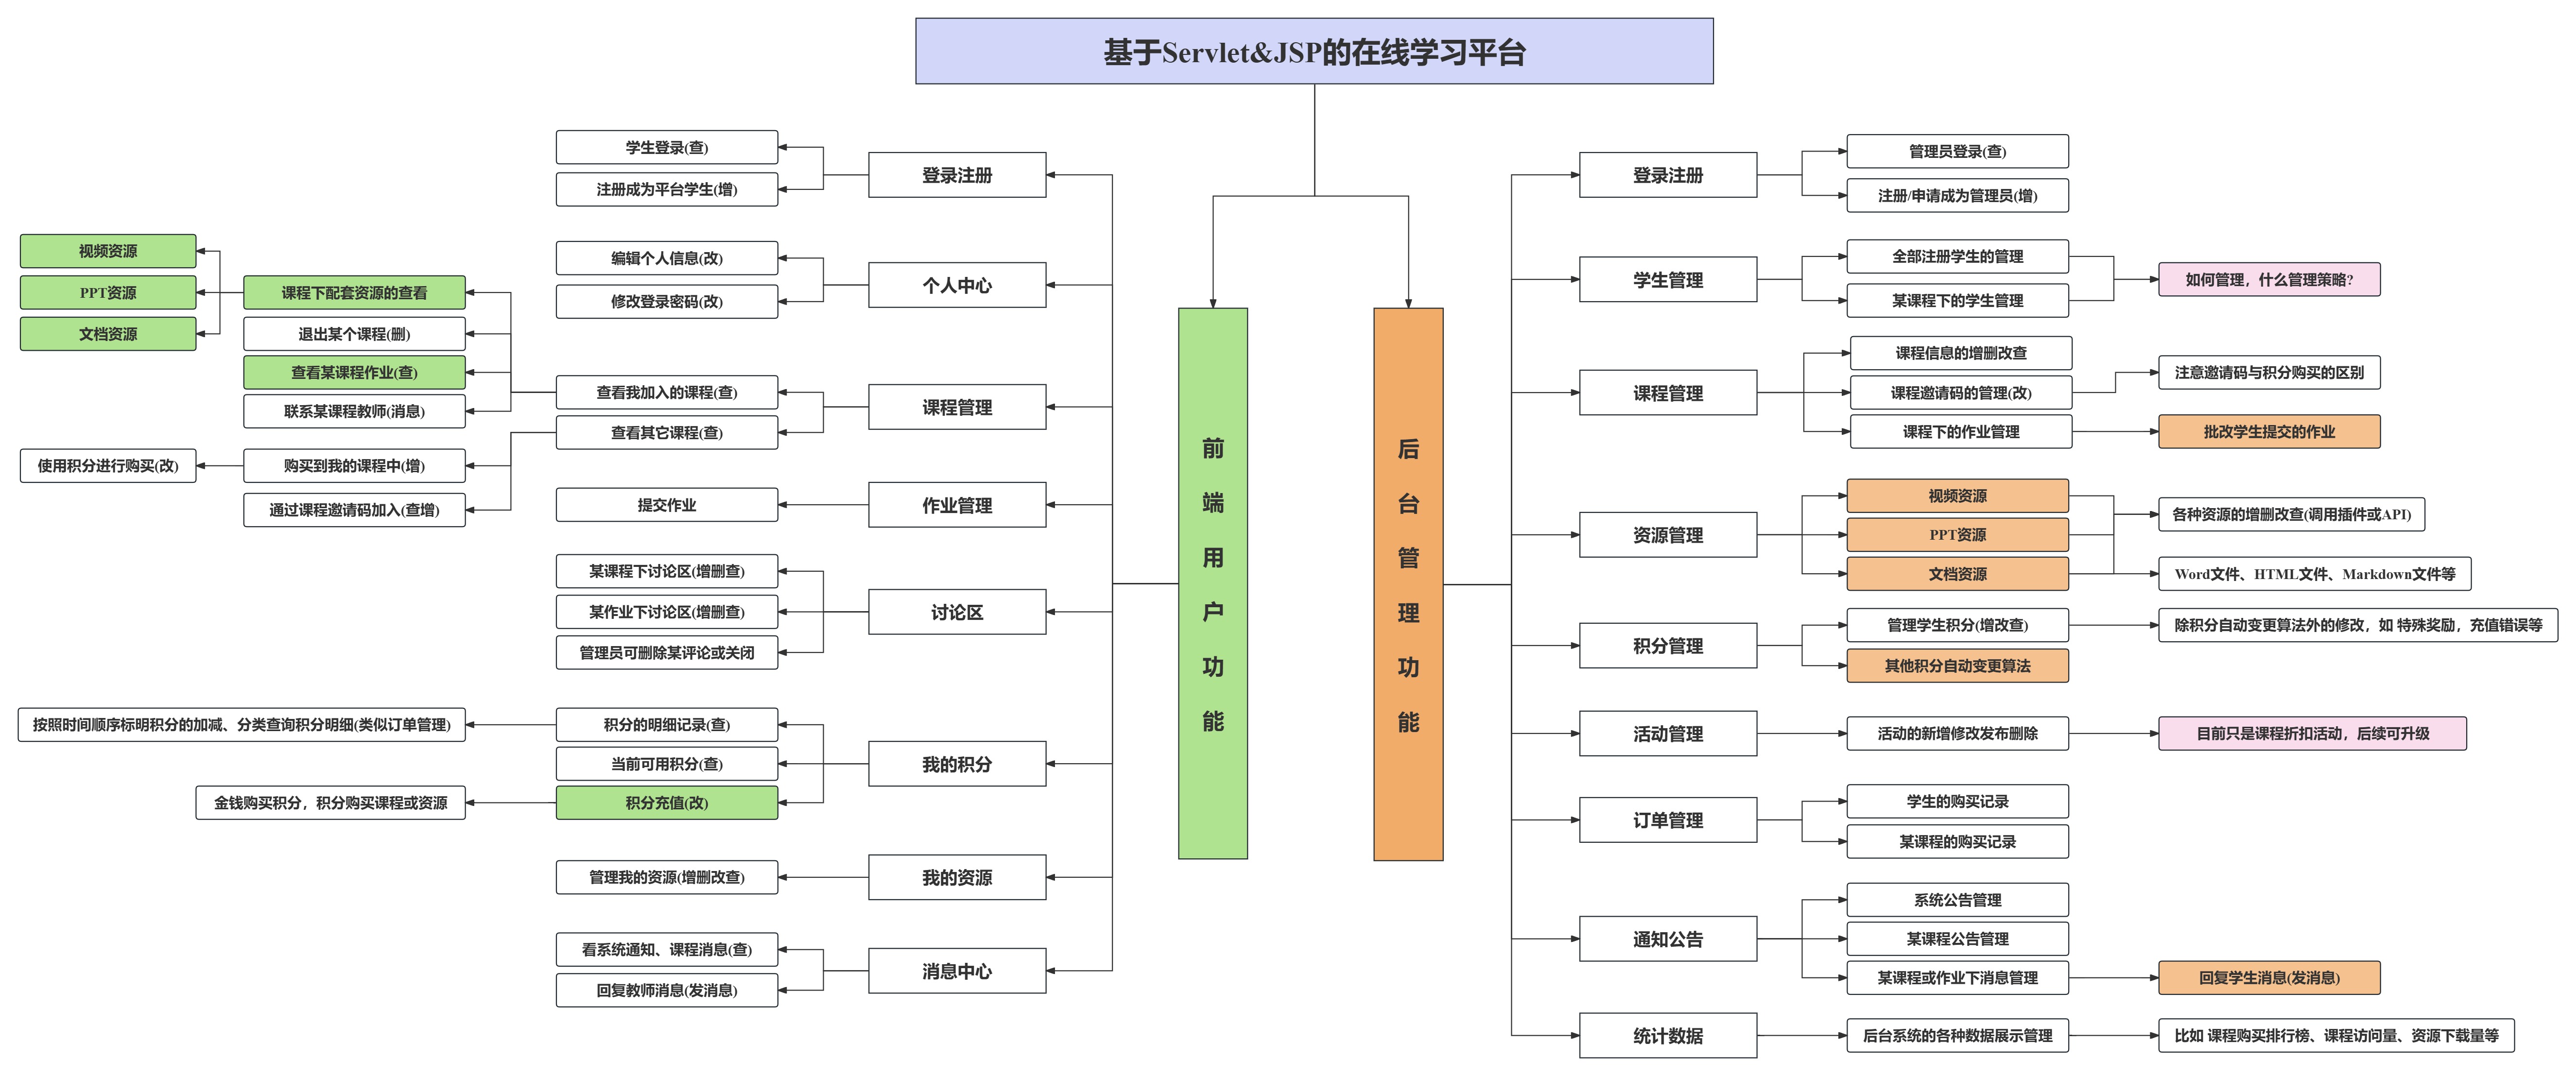 基于Servlet&JSP的在线学习平台
前端用户功能
登录注册
学生登录(查)
注册成为平台学生(增)
个人中心
编辑个人信息(改)
修改登录密码(改)
课程管理
查看我加入的课程(查)
课程下配套资源的查看
视频资源
PPT资源
文档资源
退出某个课程(删)
查看某课程作业(查)
联系某课程教师(消息)
查看其它课程(查)
购买到我的课程中(增)
使用积分进行购买(改)
通过课程邀请码加入(查增)
作业管理
提交作业
讨论区
某课程下讨论区(增删查)
某作业下讨论区(增删查)
管理员可删除某评论或关闭
我的积分
积分的明细记录(查)
按照时间顺序标明积分的加减、分类查询积分明细(类似订单管理)
当前可用积分(查)
积分充值(改)
金钱购买积分，积分购买课程或资源
我的资源
管理我的资源(增删改查)
消息中心
看系统通知、课程消息(查)
回复教师消息(发消息)
后台管理功能
登录注册
管理员登录(查)
注册/申请成为管理员(增)
学生管理
全部注册学生的管理
某课程下的学生管理
如何管理，什么管理策略?
课程管理
课程信息的增删改查
课程邀请码的管理(改)
注意邀请码与积分购买的区别
课程下的作业管理
批改学生提交的作业
资源管理
视频资源
PPT资源
文档资源
各种资源的增删改查(调用插件或API)
Word文件、HTML文件、Markdown文件等
积分管理
管理学生积分(增改查)
除积分自动变更算法外的修改，如 特殊奖励，充值错误等
其他积分自动变更算法
活动管理
活动的新增修改发布删除
目前只是课程折扣活动，后续可升级
订单管理
学生的购买记录
某课程的购买记录
通知公告
系统公告管理
某课程公告管理
某课程或作业下消息管理
回复学生消息(发消息)
统计数据
后台系统的各种数据展示管理
比如 课程购买排行榜、课程访问量、资源下载量等